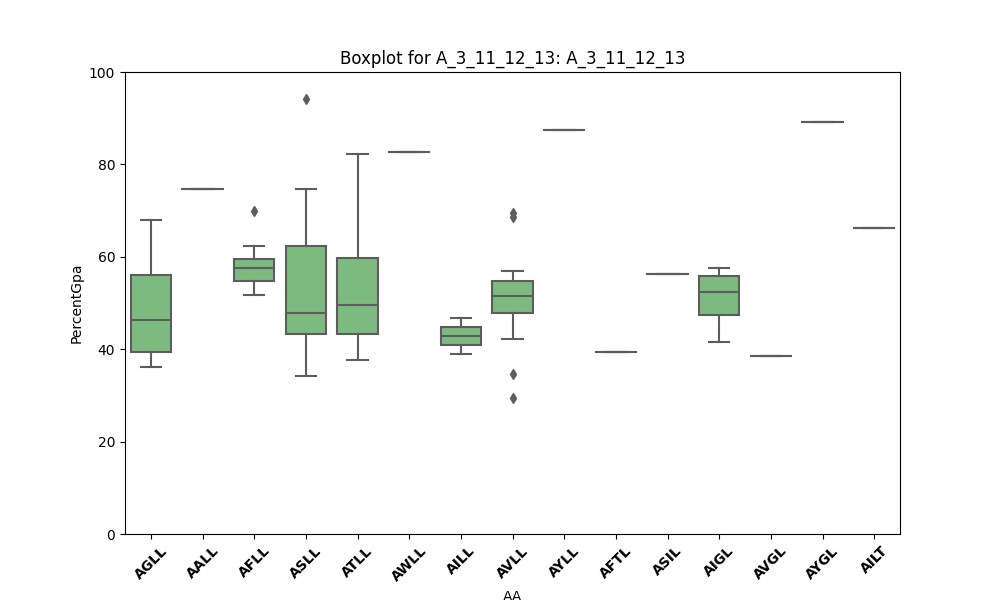 Boxplot for A_3_11_12_13: A_3_11_12_13
100
80
60
40
20
0
PercentGpa
AGLL AALL AFLL ASLL ATLL AWLL AILL AVLL AYLL AFTL ASIL AIGL AVGL AYGL AILT
AA